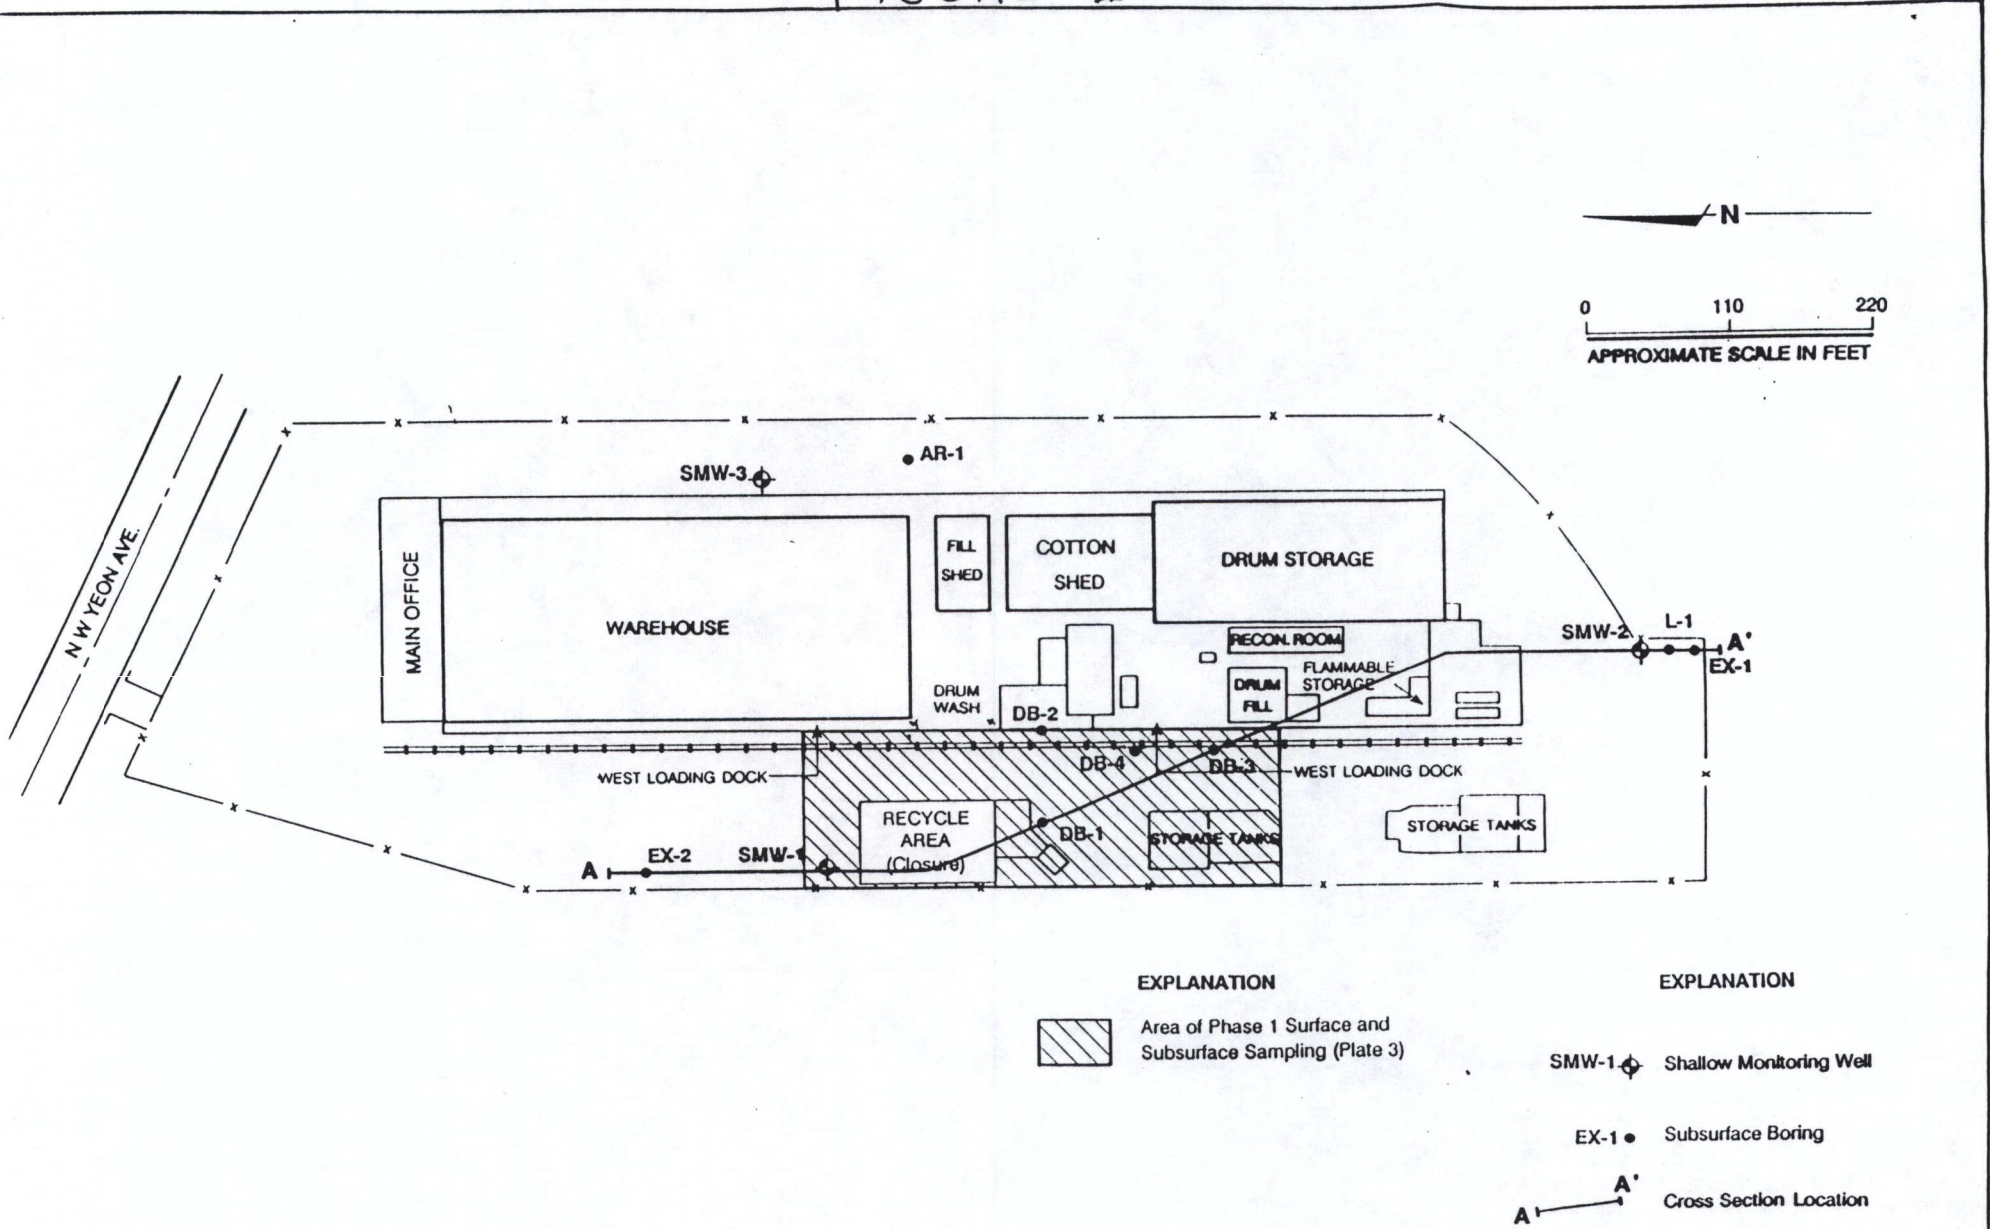 N
0 110 220
APPROXIMATE SCALE IN FEET
AR-1
SMW-3
N W YEON AVE.
MAIN OFFICE
WAREHOUSE
FILL
SHED
COTTON
SHED
DRUM STORAGE
RECON. ROOM
FLAMMABLE
STORAGE
DRUM
FILL
DRUM
WASH
DB-2
SMW-2
L-1
A'
EX-1
DB-4
DB-3
WEST LOADING DOCK
WEST LOADING DOCK
RECYCLE
AREA
(Closure)
DB-1
STORAGE TANKS
STORAGE TANKS
A
EX-2
SMW-1
EXPLANATION
Area of Phase 1 Surface and
Subsurface Sampling (Plate 3)
EXPLANATION
SMW-1 Shallow Monitoring Well
EX-1 Subsurface Boring
A A' Cross Section Location